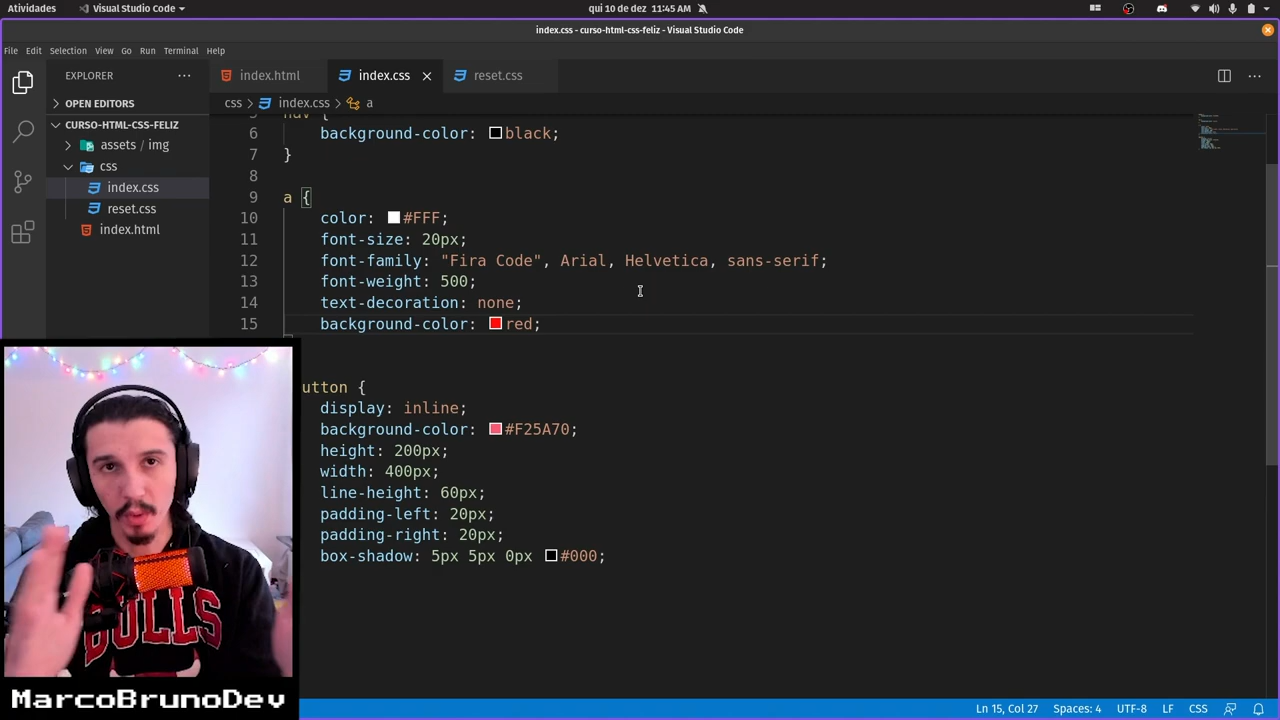 Atividades
Visual Studio Code
qui 10 de dez 11:45 AM
index.css - curso-html-css-feliz - Visual Studio Code
File Edit Selection View Go Run Terminal Help
EXPLORER
OPEN EDITORS
CURSO-HTML-CSS-FELIZ
assets / img
css
index.css
reset.css
index.html
index.html
index.css
reset.css
css > index.css > a
nav {
6 background-color: black;
7 }
8
9 a {
10 color: #FFF;
11 font-size: 20px;
12 font-family: "Fira Code", Arial, Helvetica, sans-serif;
13 font-weight: 500;
14 text-decoration: none;
15 background-color: red;
utton {
display: inline;
background-color: #F25A70;
height: 200px;
width: 400px;
line-height: 60px;
padding-left: 20px;
padding-right: 20px;
box-shadow: 5px 5px 0px #000;
BULLS
MarcoBrunoDev
Ln 15, Col 27 Spaces: 4 UTF-8 LF CSS